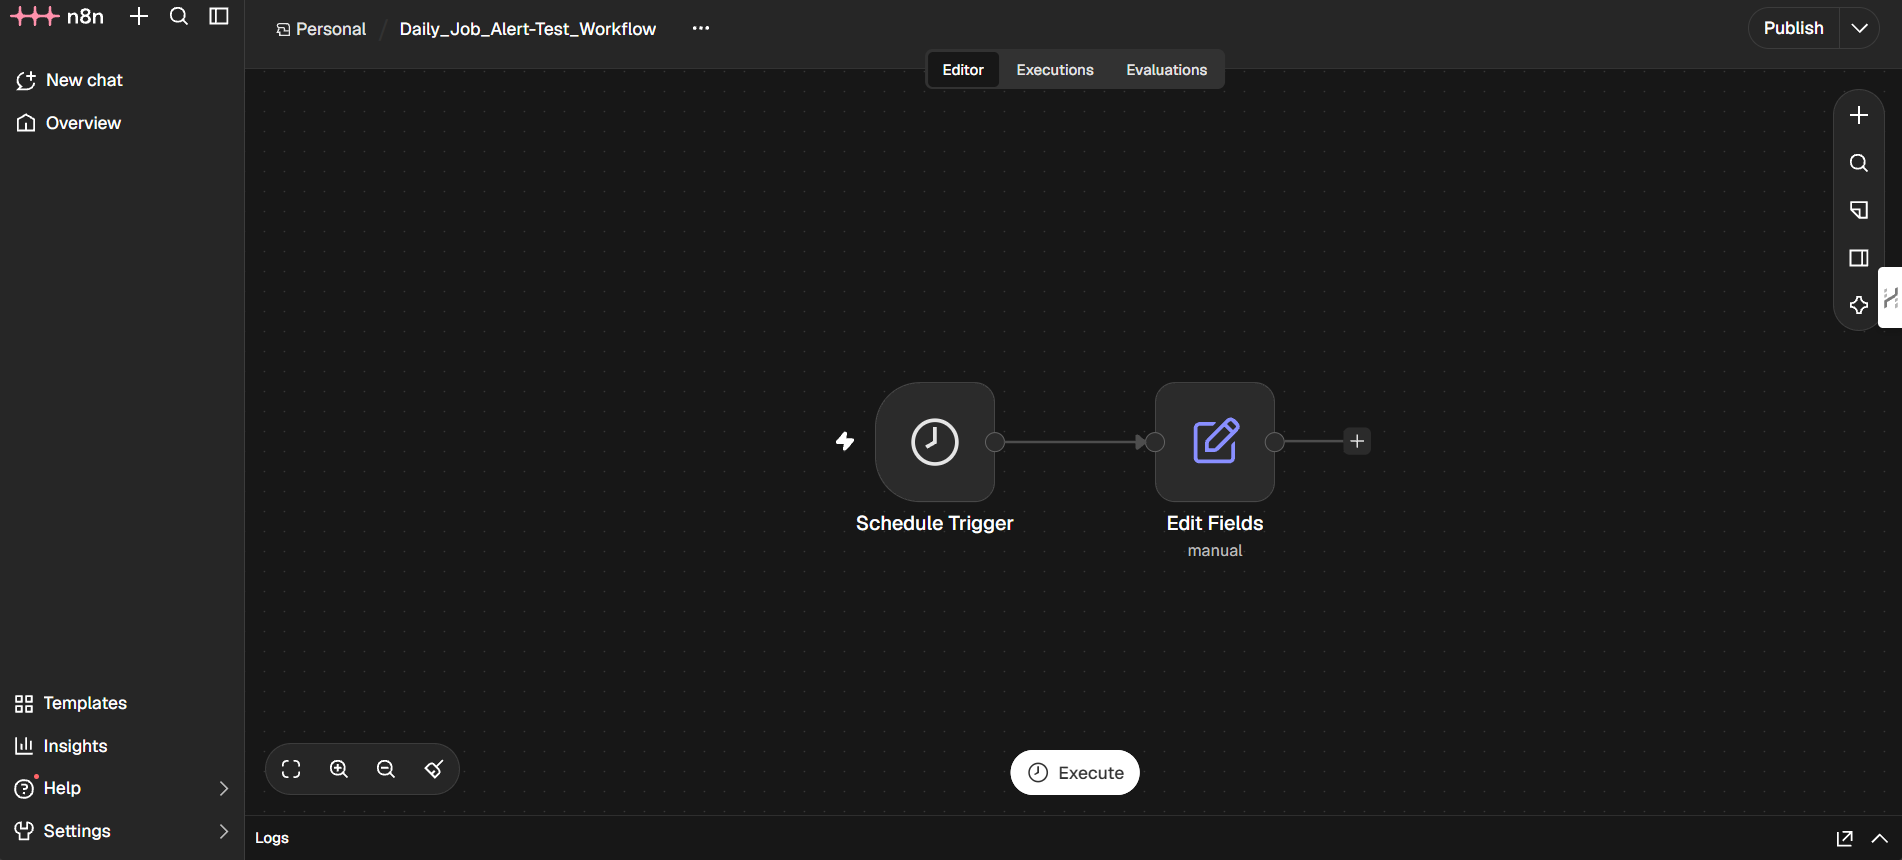 n8n
Personal / Daily_Job_Alert-Test_Workflow ...
Publish
Editor Executions Evaluations
New chat
Overview
Schedule Trigger
Edit Fields
manual
Templates
Insights
Help
Settings
Execute
Logs